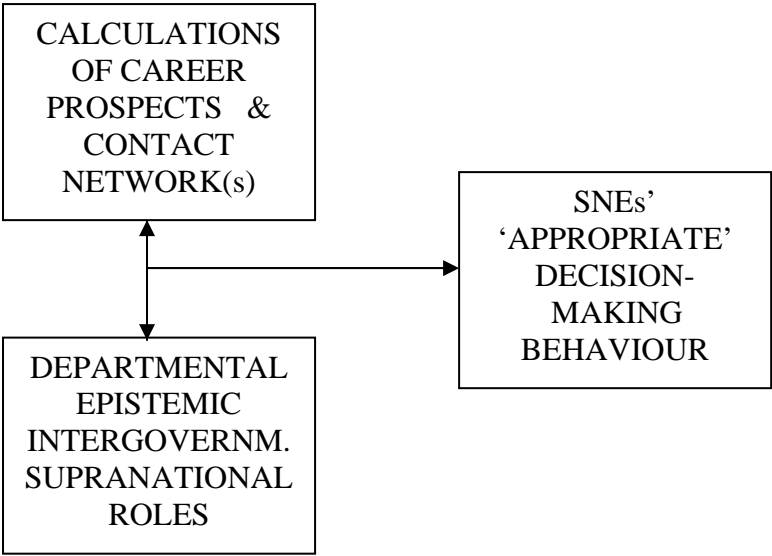 CALCULATIONS
OF CAREER
PROSPECTS &
CONTACT
NETWORK(s)
SNEs’
‘APPROPRIATE’
DECISION-
MAKING
BEHAVIOUR
DEPARTMENTAL
EPISTEMIC
INTERGOVERNM.
SUPRANATIONAL
ROLES